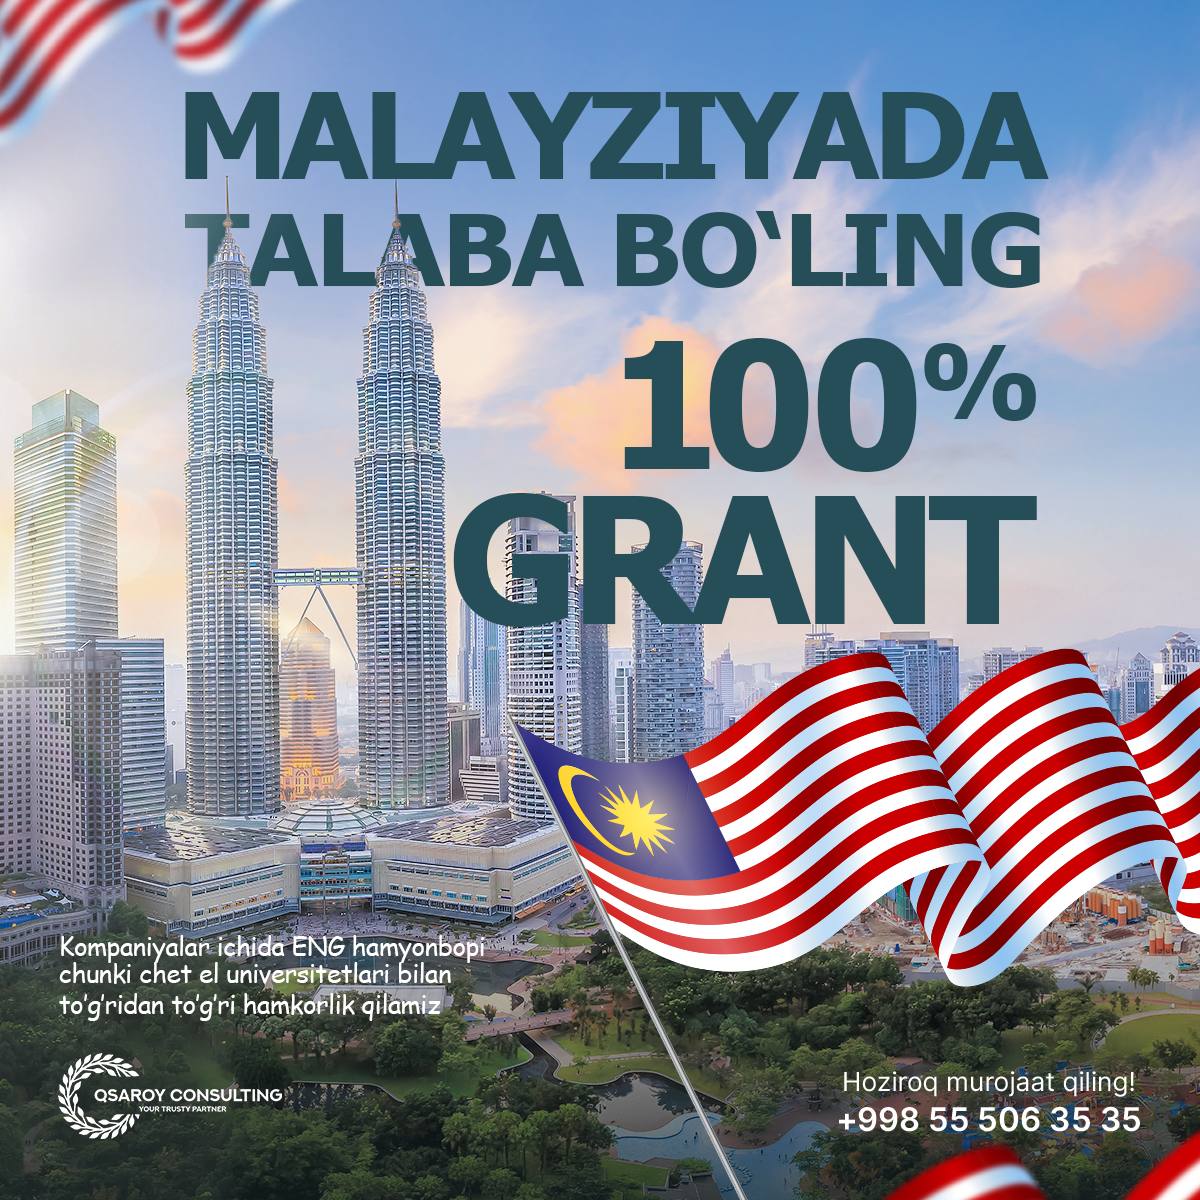 MALAYZIYADA
TALABA BO‘LING
100%
GRANT
Kompaniyalar ichida ENG hamyonbopi
chunki chet el universitetlari bilan
to’g’ridan to’g’ri hamkorlik qilamiz
QSAROY CONSULTING
YOUR TRUSTY PARTNER
Hoziroq murojaat qiling!
+998 55 506 35 35